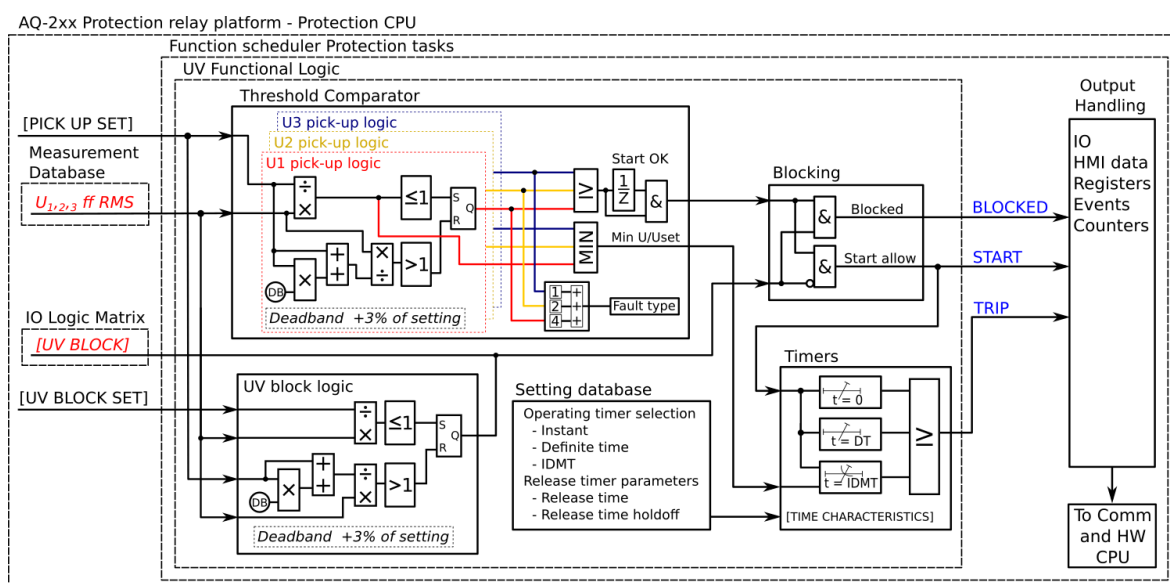 AQ-2xx Protection relay platform - Protection CPU
Function scheduler Protection tasks
UV Functional Logic
Threshold Comparator
[PICK UP SET]
Measurement
Database
U1,2,3 ff RMS
IO Logic Matrix
[UV BLOCK]
[UV BLOCK SET]
U3 pick-up logic
U2 pick-up logic
U1 pick-up logic
÷
×
≤1
S
R
Q
DB
×
+
+
×
÷
>1
Deadband +3% of setting
≥
Start OK
1
Z
&
MIN
Min U/Uset
1 +
2 +
4 +
Fault type
Blocking
&
Blocked
&
Start allow
BLOCKED
START
TRIP
Output
Handling
IO
HMI data
Registers
Events
Counters
UV block logic
÷
×
≤1
S
R
Q
DB
×
+
+
÷
×
>1
Deadband +3% of setting
Setting database
Operating timer selection
- Instant
- Definite time
- IDMT
Release timer parameters
- Release time
- Release time holdoff
Timers
t = 0
t = DT
t = IDMT
≥
[TIME CHARACTERISTICS]
To Comm
and HW
CPU